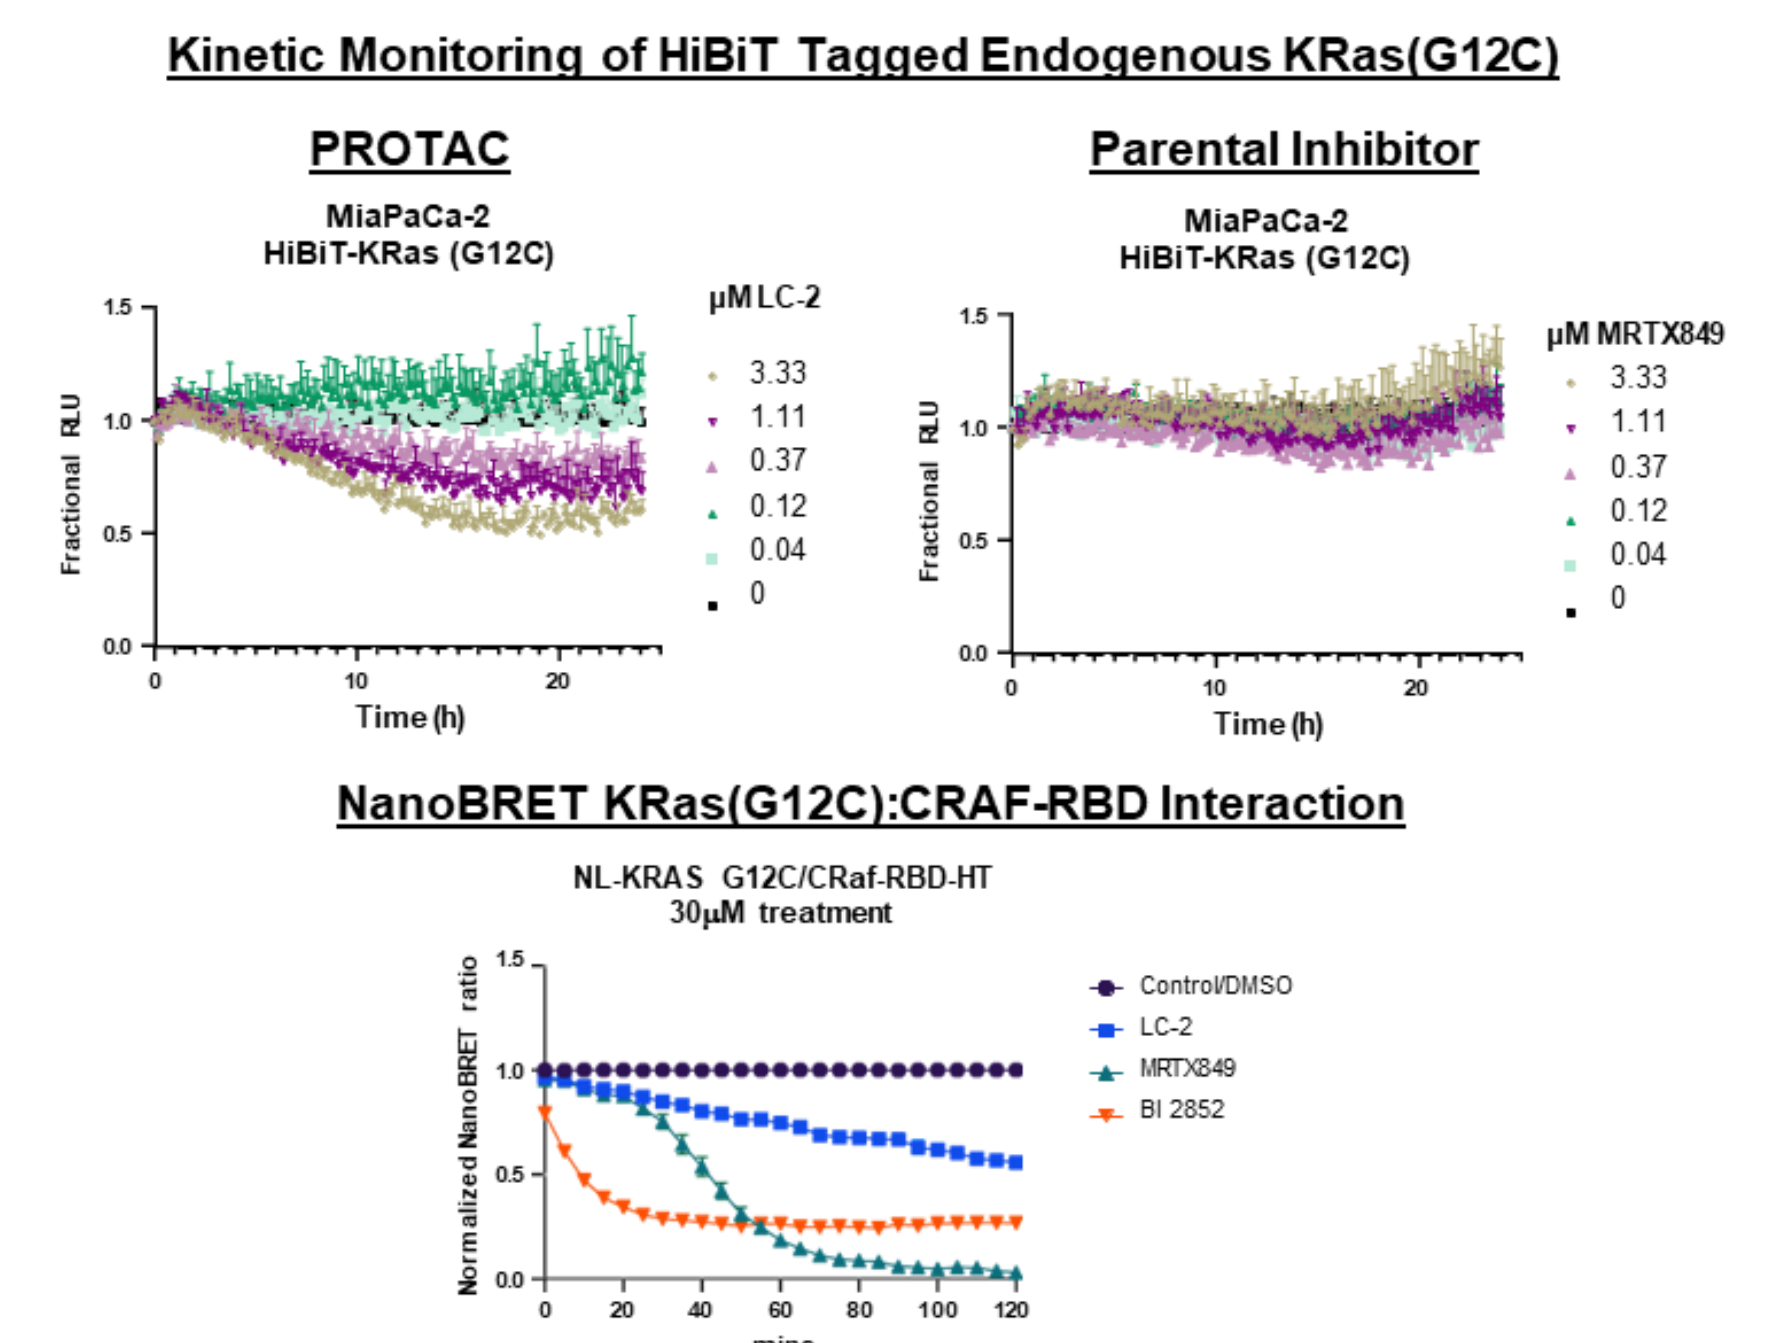 Kinetic Monitoring of HiBiT Tagged Endogenous KRas(G12C)
PROTAC
MiaPaCa-2
HiBiT-KRas (G12C)
1.5
1.0
0.5
0.0
Fractional RLU
0
10
20
Time (h)
µM LC-2
3.33
1.11
0.37
0.12
0.04
0
Parental Inhibitor
MiaPaCa-2
HiBiT-KRas (G12C)
1.5
1.0
0.5
0.0
Fractional RLU
0
10
20
Time (h)
µM MRTX849
3.33
1.11
0.37
0.12
0.04
0
NanoBRET KRas(G12C):CRAF-RBD Interaction
NL-KRAS G12C/CRaf-RBD-HT
30µM treatment
Normalized NanoBRET ratio
1.5
1.0
0.5
0.0
0
20
40
60
80
100
120
Control/DMSO
LC-2
MRTX849
BI 2852